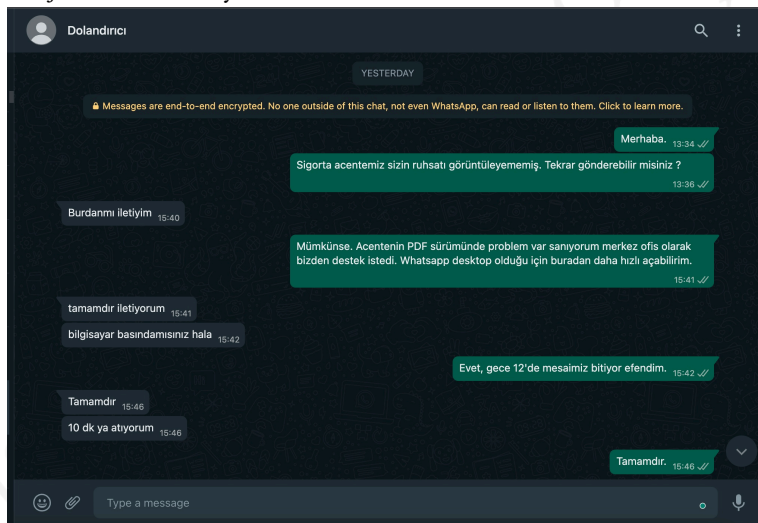 Dolandırıcı
YESTERDAY
Messages are end-to-end encrypted. No one outside of this chat, not even WhatsApp, can read or listen to them. Click to learn more.
Merhaba. 13:34
Sigorta acentemiz sizin ruhsatı görüntüleyememiş. Tekrar gönderebilir misiniz ?
13:36
Burdanmı iletiyim 15:40
Mümkünse. Acentenin PDF sürümünde problem var sanıyorum merkez ofis olarak
bizden destek istedi. Whatsapp desktop olduğu için buradan daha hızlı açabilirim.
15:41
tamamdır iletiyorum 15:41
bilgisayar basındamısınız hala 15:42
Evet, gece 12'de mesaimiz bitiyor efendim. 15:42
Tamamdır 15:46
10 dk ya atıyorum 15:46
Tamamdır. 15:46
Type a message